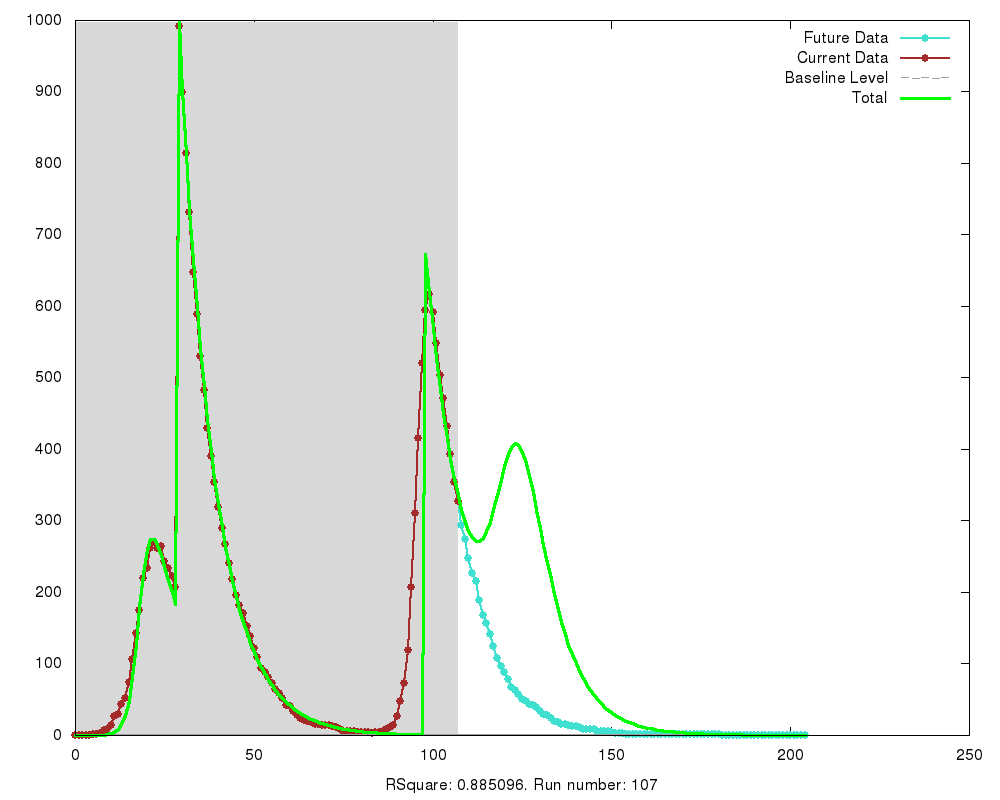 1000
900
800
700
600
500
400
300
200
100
0
0 50 100 150 200 250
Future Data
Current Data
Baseline Level
Total
RSquare: 0.885096. Run number: 107